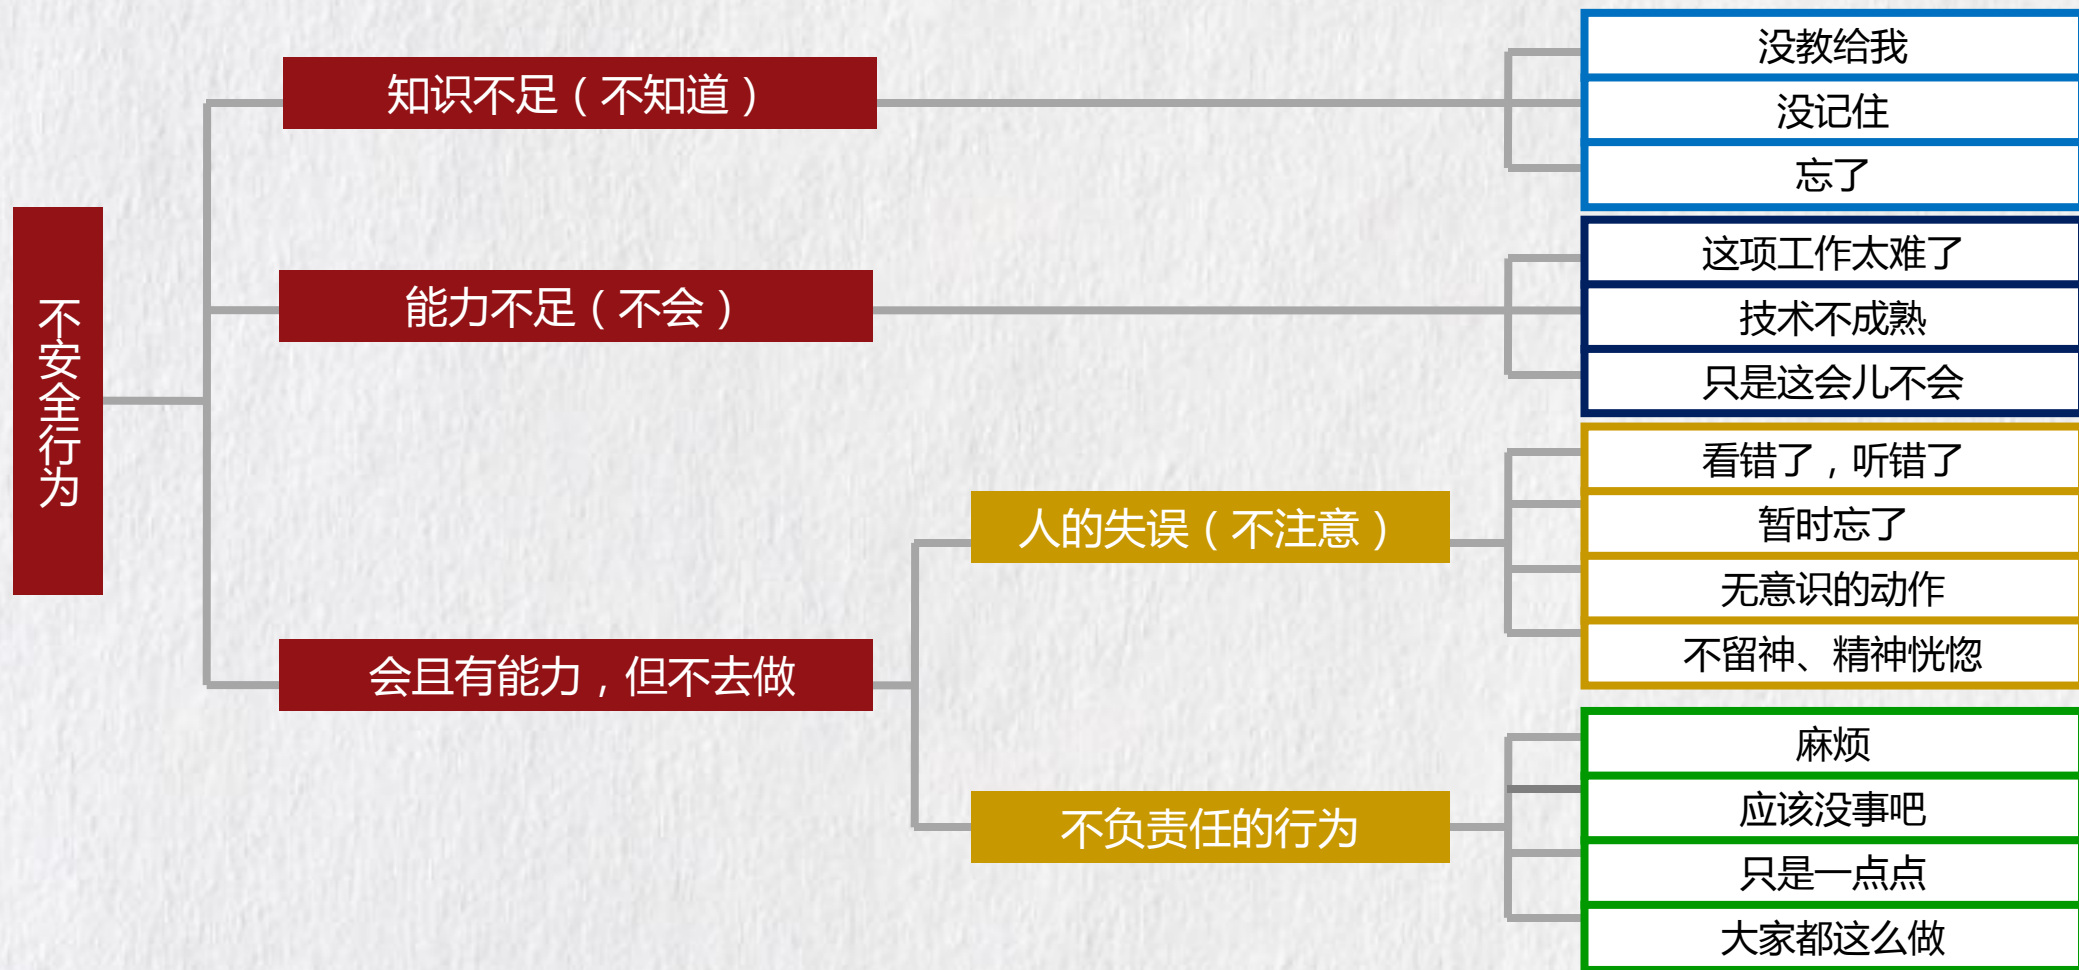 不安全行为
知识不足（不知道）
没教给我
没记住
忘了
能力不足（不会）
这项工作太难了
技术不成熟
只是这会儿不会
会且有能力，但不去做
人的失误（不注意）
看错了，听错了
暂时忘了
无意识的动作
不留神、精神恍惚
不负责任的行为
麻烦
应该没事吧
只是一点点
大家都这么做